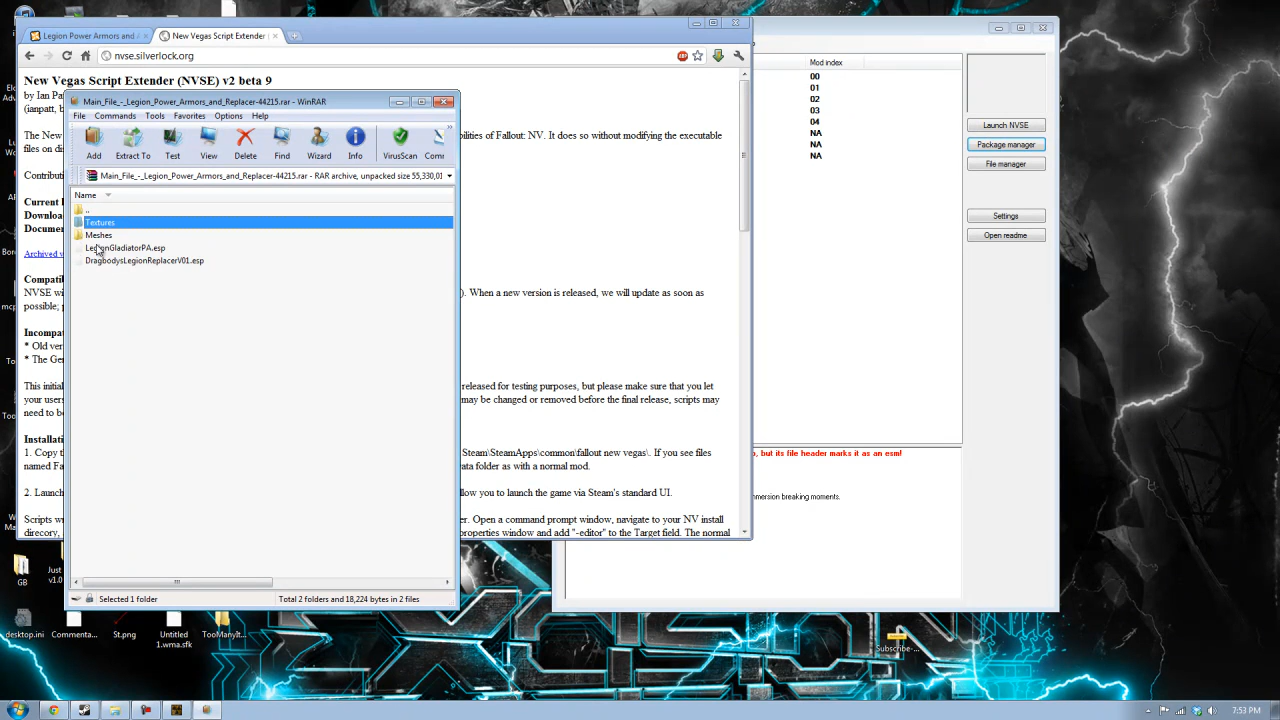 Legion Power Armors and A
New Vegas Script Extender (
nvse.silverlock.org
New Vegas Script Extender (NVSE) v2 beta 9
by Ian Pa
(ianpatt, b
The New
bilities of Fallout: NV. It does so without modifying the executable
files on di
Contribut
Current
Downloa
Docume
Archived v
Compati
NVSE wi
). When a new version is released, we will update as soon as
possible; p
Incompat
* Old ver
* The Ge
This initial
released for testing purposes, but please make sure that you let
your users
may be changed or removed before the final release, scripts may
need to b
Installati
1. Copy t
Steam\SteamApps\common\fallout new vegas\. If you see files
named Fa
ata folder as with a normal mod.
2. Launch
llow you to launch the game via Steam's standard UI.
Scripts w
er. Open a command prompt window, navigate to your NV install
direcory,
properties window and add "-editor" to the Target field. The normal
Main_File_-_Legion_Power_Armors_and_Replacer-44215.rar - WinRAR
File Commands Tools Favorites Options Help
Add Extract To Test View Delete Find Wizard Info VirusScan Comm
Main_File_-_Legion_Power_Armors_and_Replacer-44215.rar - RAR archive, unpacked size 55,330,01
Name
..
Textures
Meshes
LegionGladiatorPA.esp
DragbodysLegionReplacerV01.esp
Selected 1 folder
Total 2 folders and 18,224 bytes in 2 files
Mod index
00
01
02
03
04
NA
NA
NA
Launch NVSE
Package manager
File manager
Settings
Open readme
, but its file header marks it as an esm!
mmersion breaking moments.
GB
Just
v1.0
desktop.ini
Commenta...
St.png
Untitled
1.wma.sfk
TooManyIt...
Subscribe-...
7:53 PM